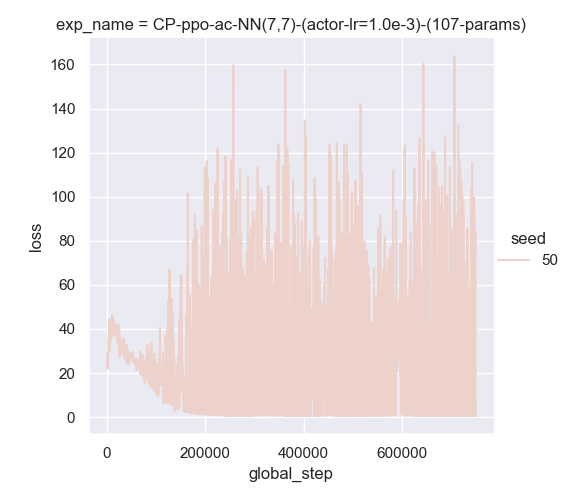 exp_name = CP-ppo-ac-NN(7,7)-(actor-lr=1.0e-3)-(107-params)
160
140
120
100
80
60
40
20
0
loss
0 200000 400000 600000
global_step
seed
50